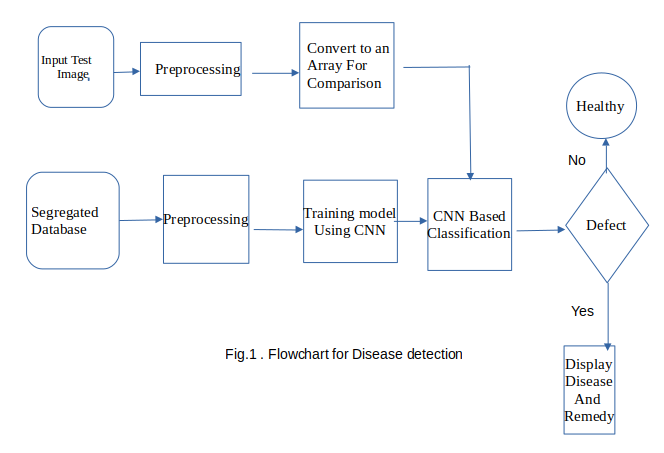 Input Test
Image,
Preprocessing
Convert to an
Array For
Comparison
Healthy
No
Segregated
Database
Preprocessing
Training model
Using CNN
CNN Based
Classification
Defect
Yes
Fig.1 . Flowchart for Disease detection
Display
Disease
And
Remedy